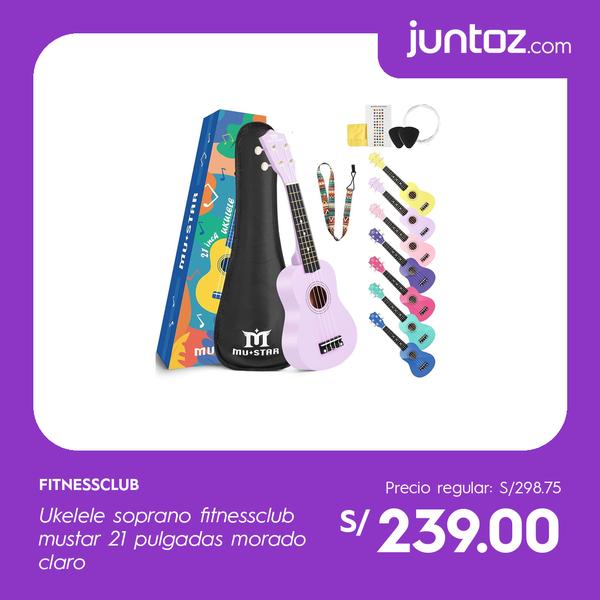 juntoz.com
MU★STAR
21 inch UKULELE
MU
MU★STAR
FITNESSCLUB
Ukelele soprano fitnessclub
mustar 21 pulgadas morado
claro
Precio regular: S/298.75
S/ 239.00